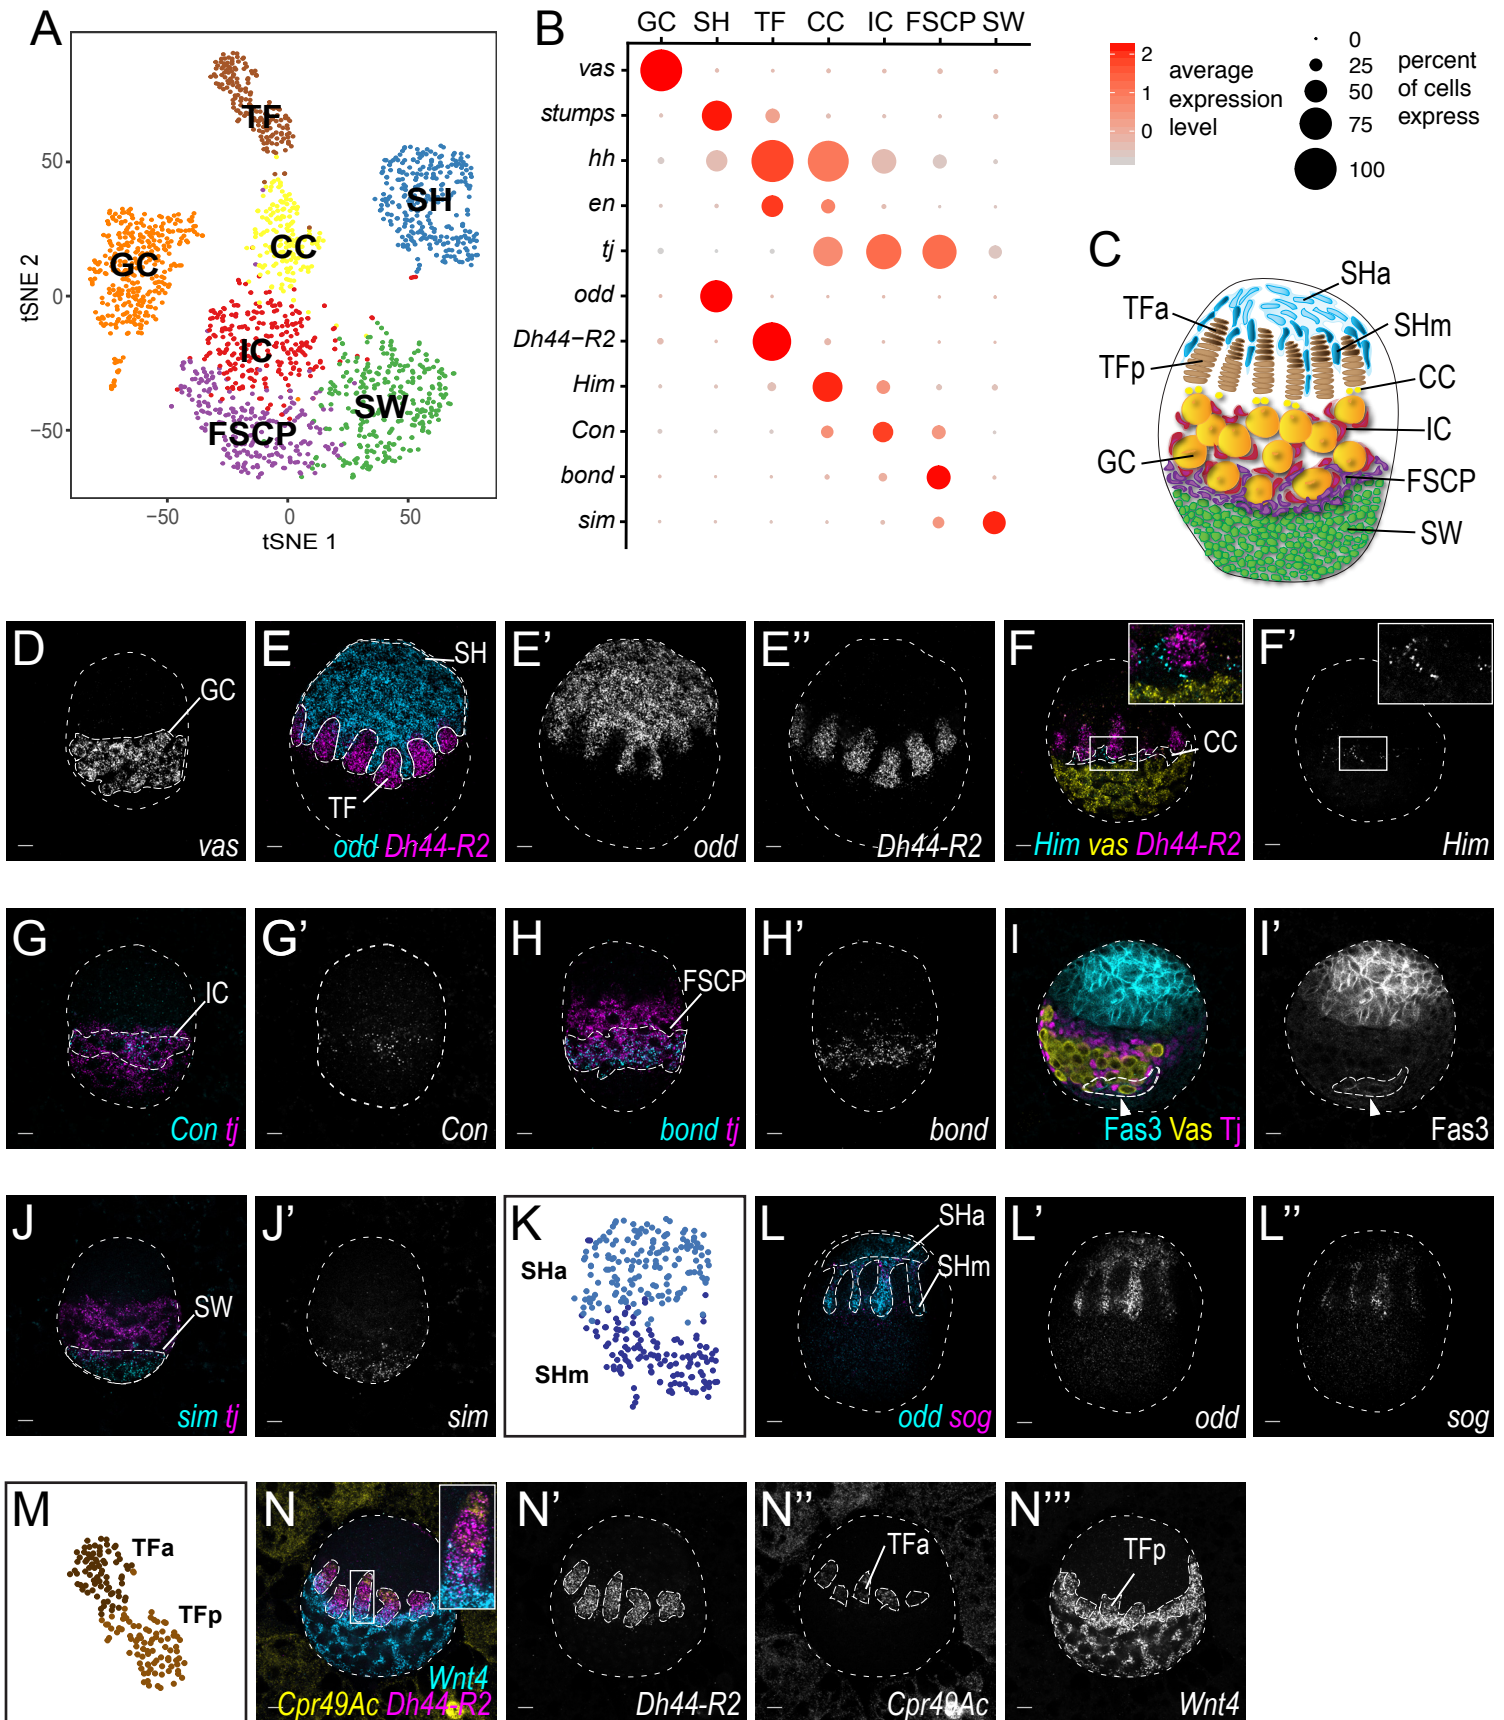 A
TF
SH
CC
GC
IC
SW
FSCP
50
0
−50
tSNE 2
−50
0
50
tSNE 1
B
GC SH TF CC IC FSCP SW
vas
stumps
hh
en
tj
odd
Dh44−R2
Him
Con
bond
sim
2
1
0
average
expression
level
0
25
50
75
100
percent
of cells
express
C
SHa
TFa
SHm
TFp
CC
IC
GC
FSCP
SW
D
GC
vas
E
SH
TF
odd Dh44-R2
E’
odd
E’’
Dh44-R2
F
CC
Him vas Dh44-R2
F’
Him
G
IC
Con tj
G’
Con
H
FSCP
bond tj
H’
bond
I
Fas3 Vas Tj
I’
Fas3
J
SW
sim tj
J’
sim
K
SHa
SHm
L
SHa
SHm
odd sog
L’
odd
L’’
sog
M
TFa
TFp
N
Wnt4
Cpr49Ac Dh44-R2
N’
Dh44-R2
N’’
TFa
Cpr49Ac
N’’’
TFp
Wnt4